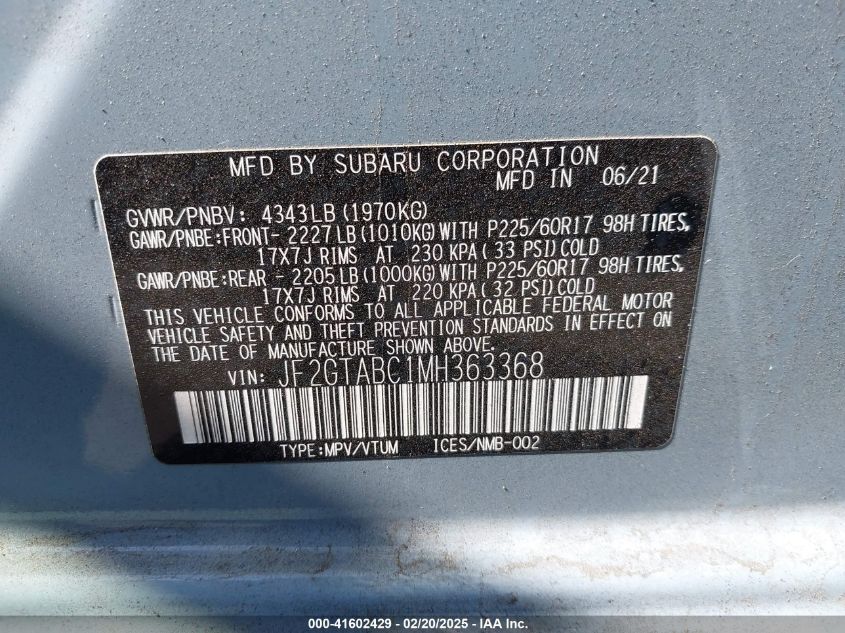 MFD BY SUBARU CORPORATION
MFD IN 06/21
GVWR/PNBV: 4343LB (1970KG)
GAWR/PNBE:FRONT- 2227LB (1010KG) WITH P225/60R17 98H TIRES,
17X7J RIMS AT 230 KPA( 33 PSI)COLD
GAWR/PNBE:REAR - 2205LB (1000KG) WITH P225/60R17 98H TIRES,
17X7J RIMS AT 220 KPA( 32 PSI)COLD
THIS VEHICLE CONFORMS TO ALL APPLICABLE FEDERAL MOTOR
VEHICLE SAFETY AND THEFT PREVENTION STANDARDS IN EFFECT ON
THE DATE OF MANUFACTURE SHOWN ABOVE.
VIN: JF2GTABC1MH363368
TYPE:MPV/VTUM ICES/NMB-002
000-41602429 — 02/20/2025 — IAA Inc.